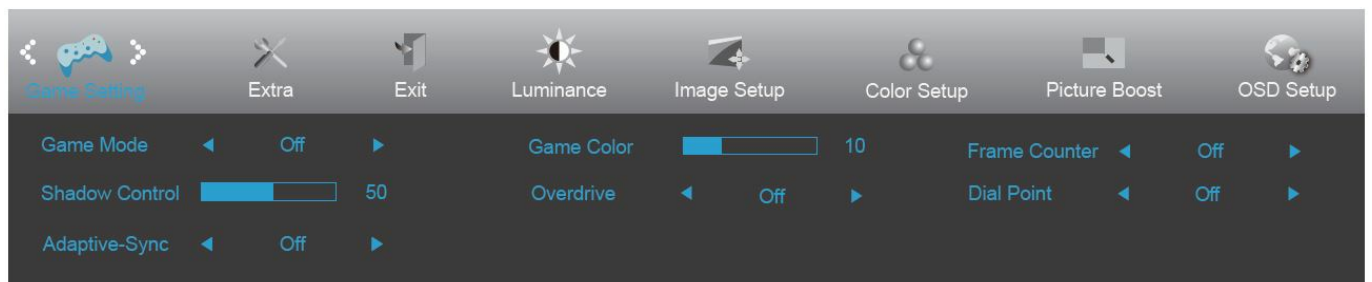 Game Setting Extra Exit Luminance Image Setup Color Setup Picture Boost OSD Setup
Game Mode Off Game Color 10 Frame Counter Off
Shadow Control 50 Overdrive Off Dial Point Off
Adaptive-Sync Off